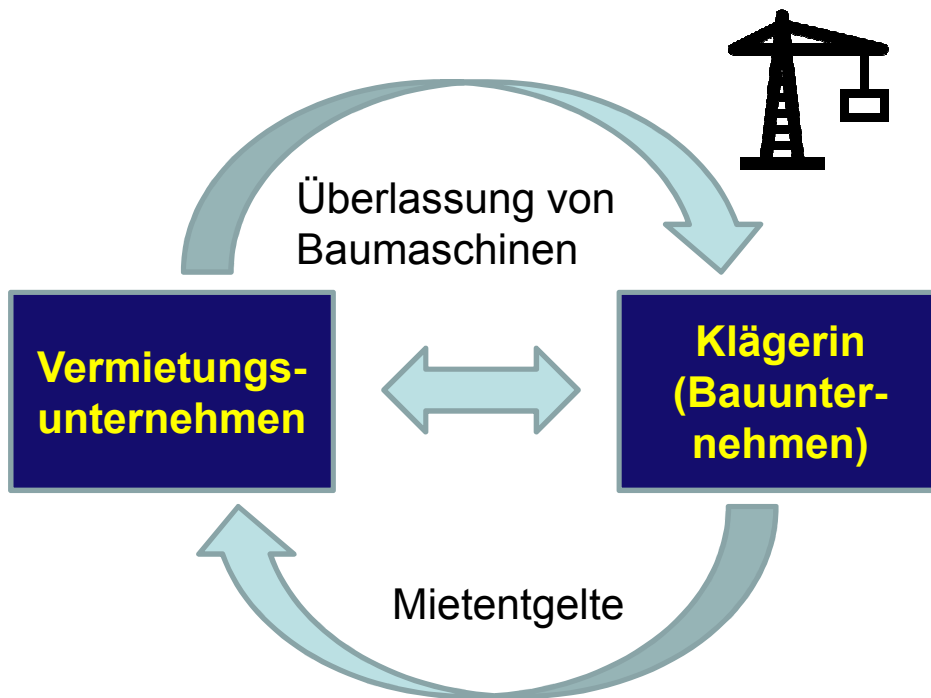 Überlassung von
Baumaschinen
Vermietungs-
unternehmen
Klägerin
(Bauunter-
nehmen)
Mietentgelte